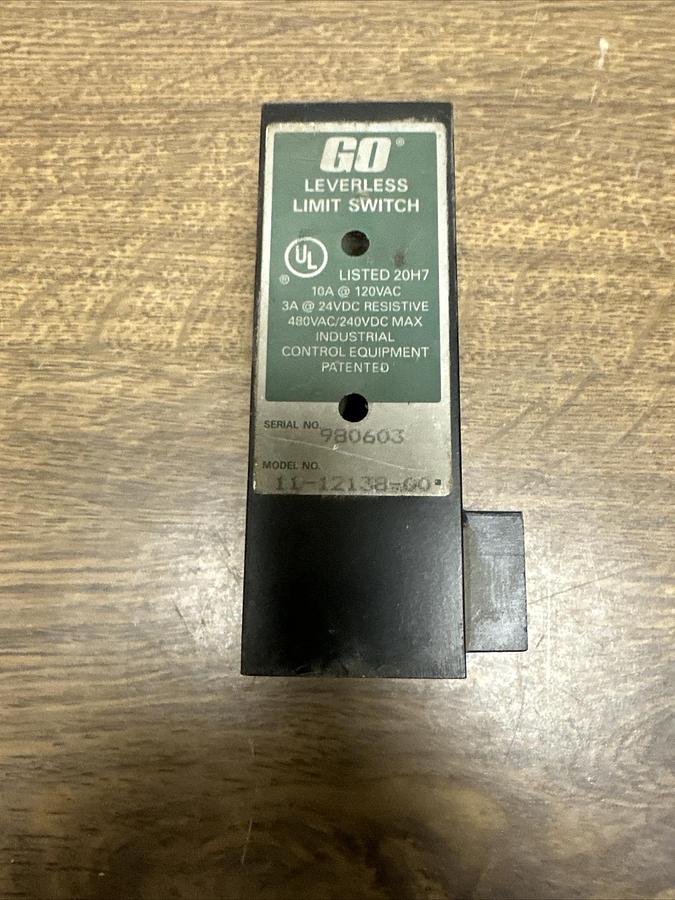 GO®
LEVERLESS
LIMIT SWITCH
UL
® LISTED 20H7
10A @ 120VAC
3A @ 24VDC RESISTIVE
480VAC/240VDC MAX
INDUSTRIAL
CONTROL EQUIPMENT
PATENTED
SERIAL NO.
980603
MODEL NO.
11-12138-00